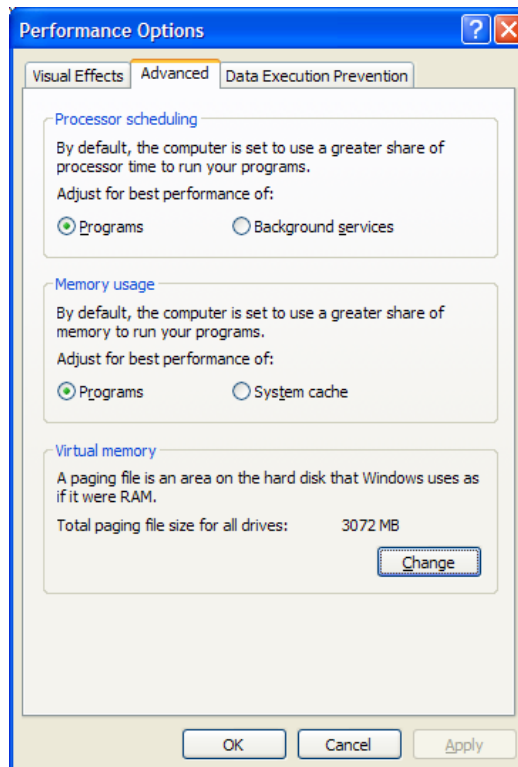 Performance Options
Visual Effects Advanced Data Execution Prevention
Processor scheduling
By default, the computer is set to use a greater share of
processor time to run your programs.
Adjust for best performance of:
Programs Background services
Memory usage
By default, the computer is set to use a greater share of
memory to run your programs.
Adjust for best performance of:
Programs System cache
Virtual memory
A paging file is an area on the hard disk that Windows uses as
if it were RAM.
Total paging file size for all drives: 3072 MB
Change
OK Cancel Apply